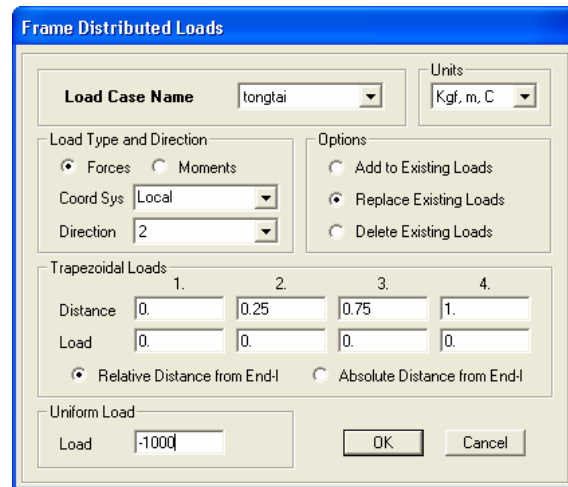 Frame Distributed Loads
Units
Load Case Name tongtai Kgf, m, C
Load Type and Direction
Forces Moments
Coord Sys Local
Direction 2
Options
Add to Existing Loads
Replace Existing Loads
Delete Existing Loads
Trapezoidal Loads
1. 2. 3. 4.
Distance 0. 0.25 0.75 1.
Load 0. 0. 0. 0.
Relative Distance from End-I Absolute Distance from End-I
Uniform Load
Load -1000
OK Cancel